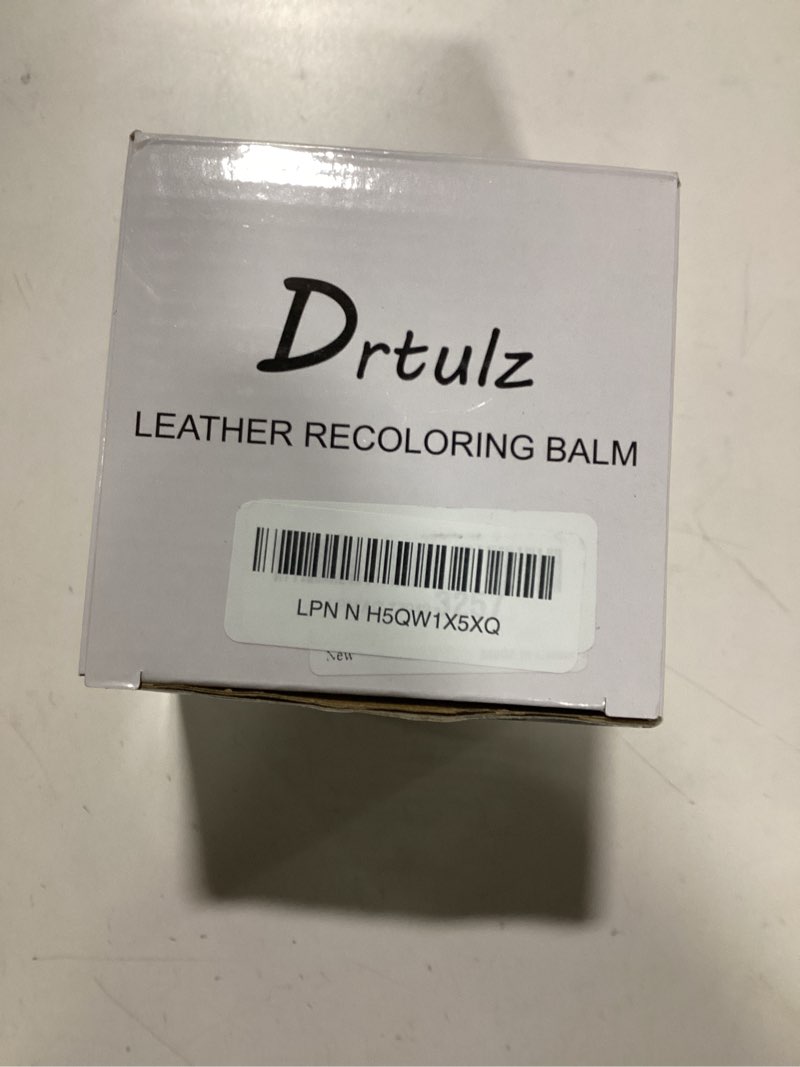 Drtulz
LEATHER RECOLORING BALM
LPN N H5QW1X5XQ
New